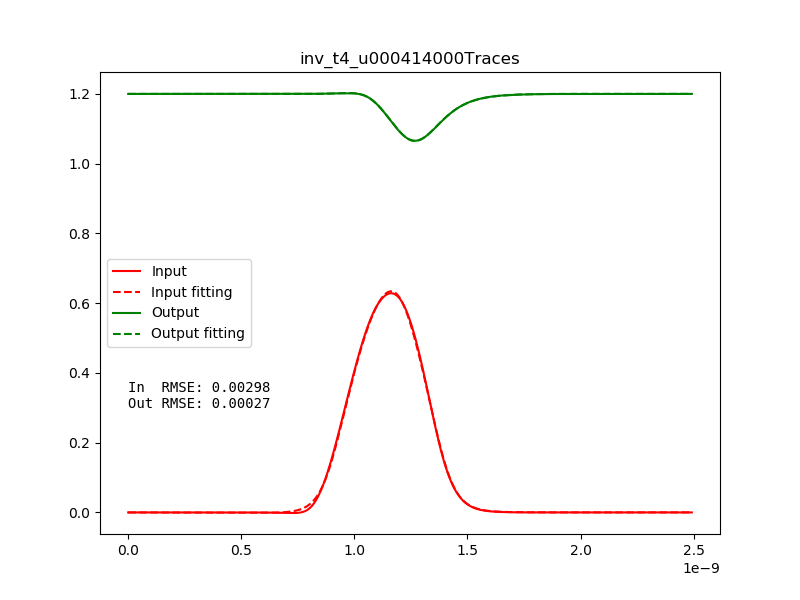 inv_t4_u000414000Traces
1.2
1.0
0.8
0.6
0.4
0.2
0.0
Input
Input fitting
Output
Output fitting
In  RMSE: 0.00298
Out RMSE: 0.00027
0.0 0.5 1.0 1.5 2.0 2.5
1e−9